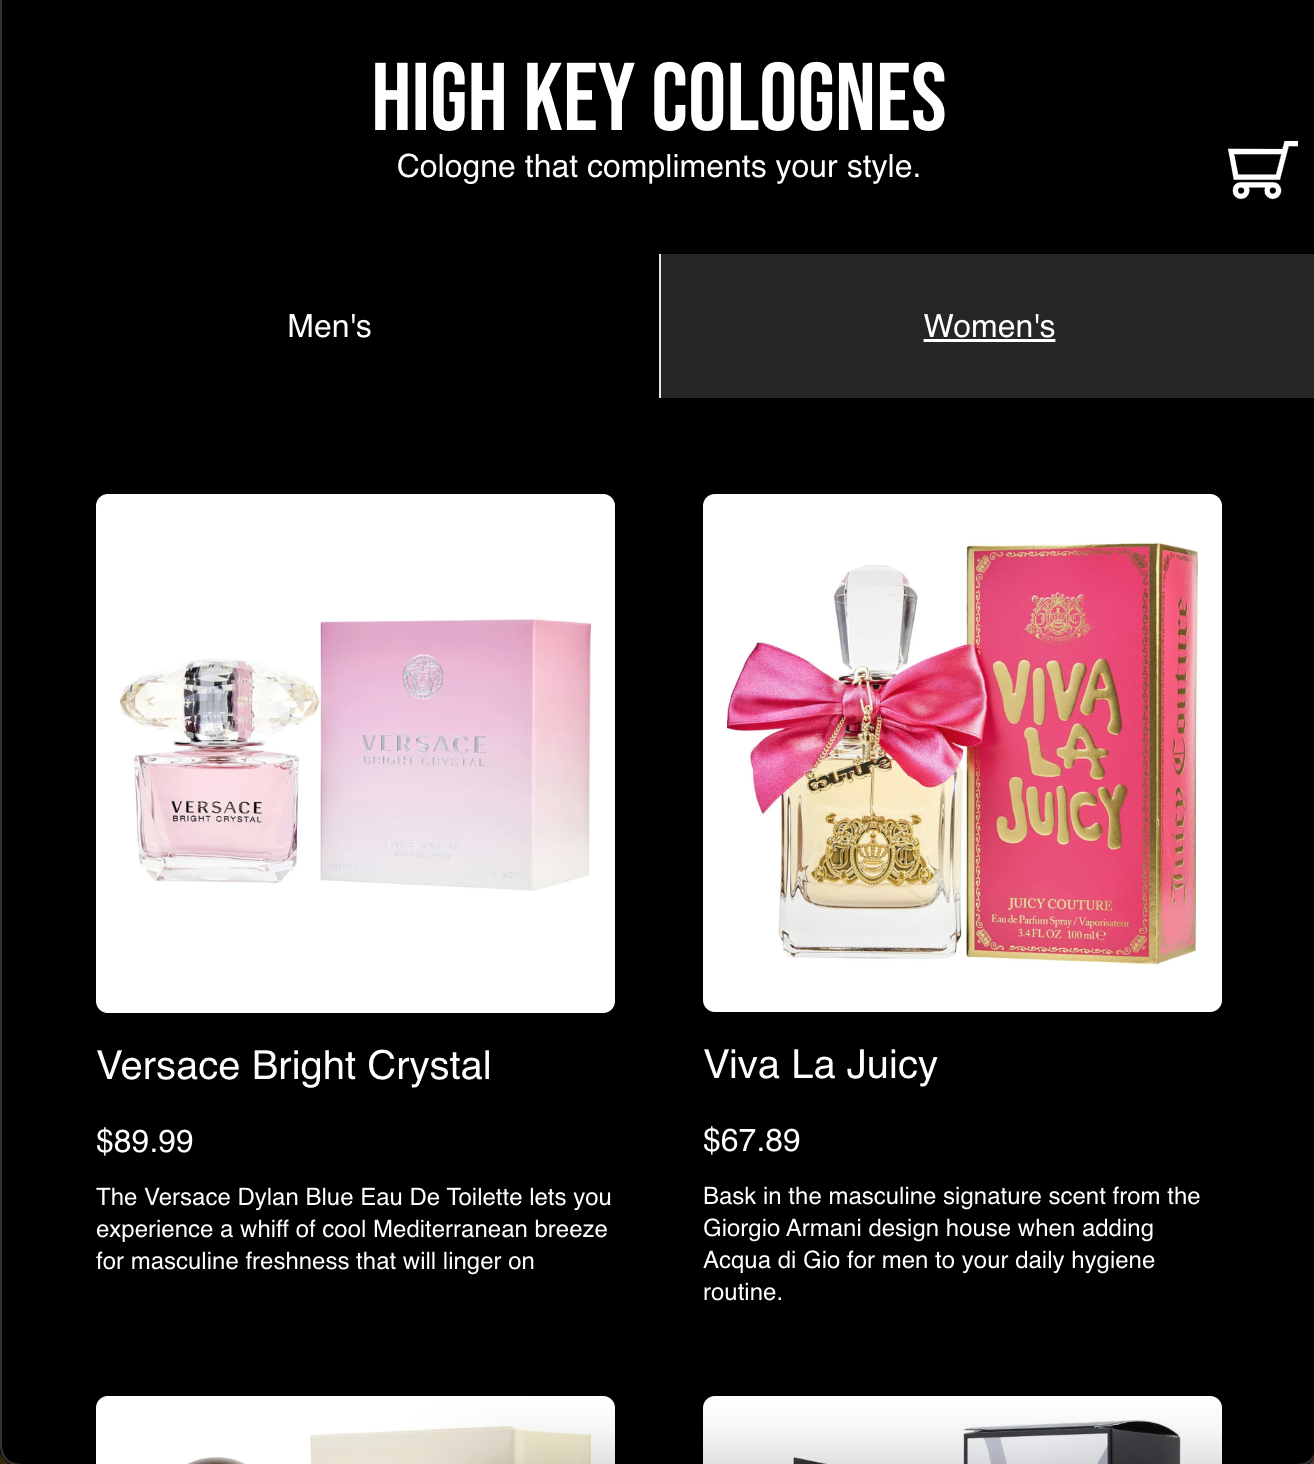 HIGH KEY COLOGNES
Cologne that compliments your style.
Men's
Women's
VERSACE
BRIGHT CRYSTAL
VERSACE
BRIGHT CRYSTAL
COUTURE
J C
VIVA
LA
JUICY
JUICY COUTURE
Eau de Parfum Spray / Vaporisateur
3.4 FL OZ 100 ml ℮
Juicy Couture
Versace Bright Crystal
$89.99
The Versace Dylan Blue Eau De Toilette lets you
experience a whiff of cool Mediterranean breeze
for masculine freshness that will linger on
Viva La Juicy
$67.89
Bask in the masculine signature scent from the
Giorgio Armani design house when adding
Acqua di Gio for men to your daily hygiene
routine.